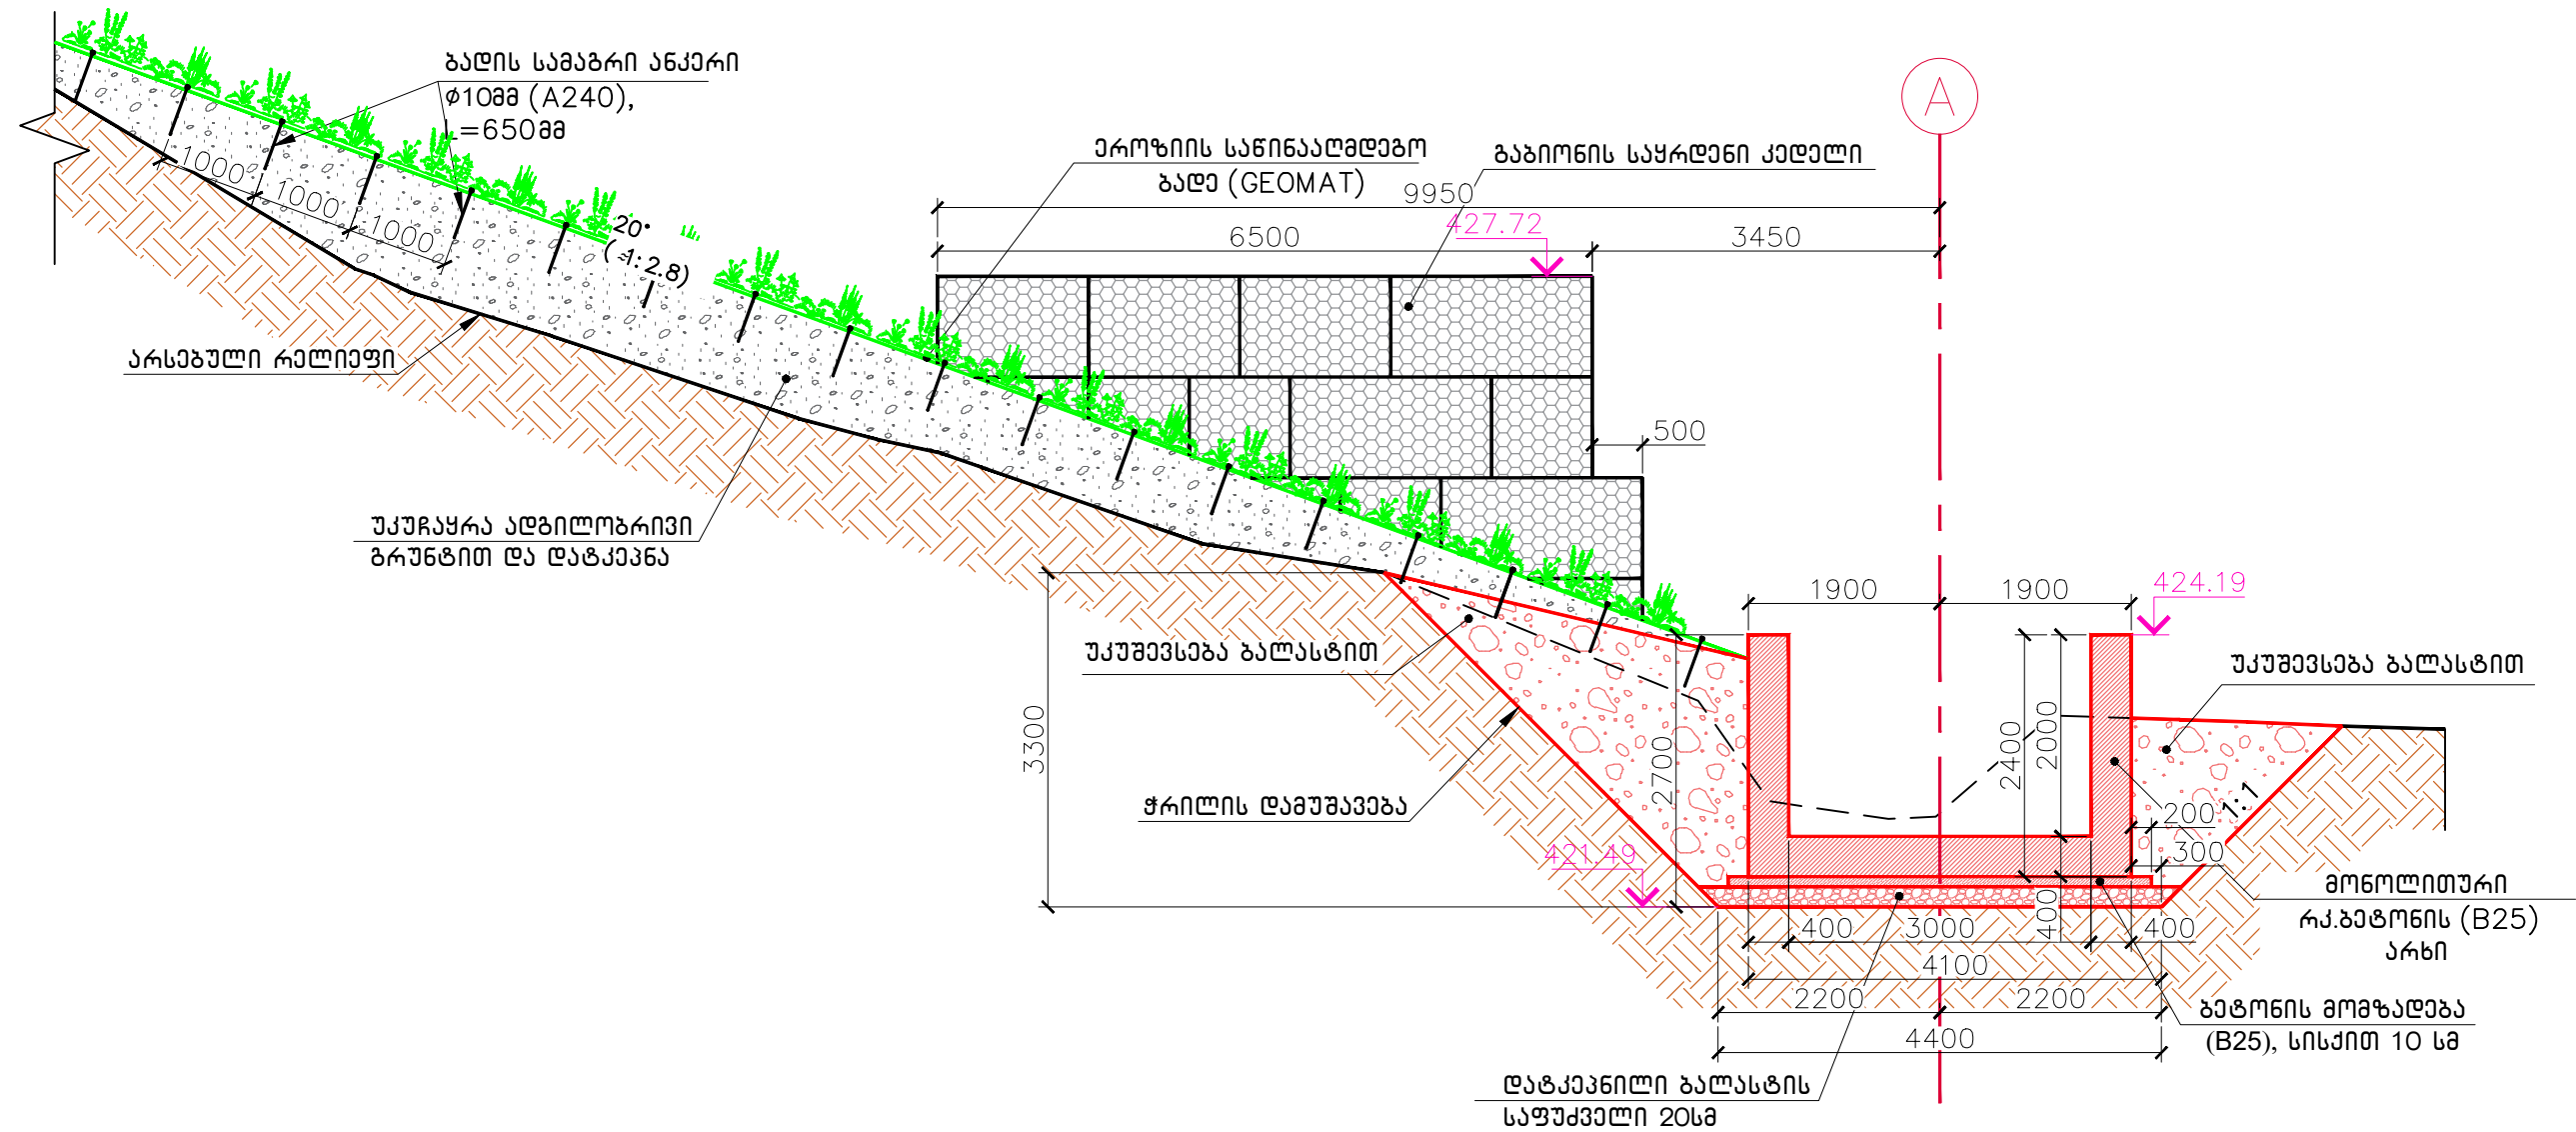 ბადის სამაგრი ანკერი
φ10მმ (A240),
L=650მმ
1000
1000
1000
20°
(1:2.8)
არსებული რელიეფი
უკუჩაყრა ადგილობრივი
გრუნტით და დატკეპნა
ეროზიის საწინააღმდეგო
ბადე (GEOMAT)
გაბიონის საყრდენი კედელი
A
9950
427.72
6500
3450
500
1900
1900
424.19
უკუშევსება ბალასტით
უკუშევსება ბალასტით
3300
2700
2400
2000
ჭრილის დამუშავება
1:1
200
300
421.49
მონოლითური
რკ.ბეტონის (B25)
არხი
400
3000
400
400
4100
2200
2200
4400
ბეტონის მომზადება
(B25), სისქით 10 სმ
დატკეპნილი ბალასტის
საფუძველი 20სმ